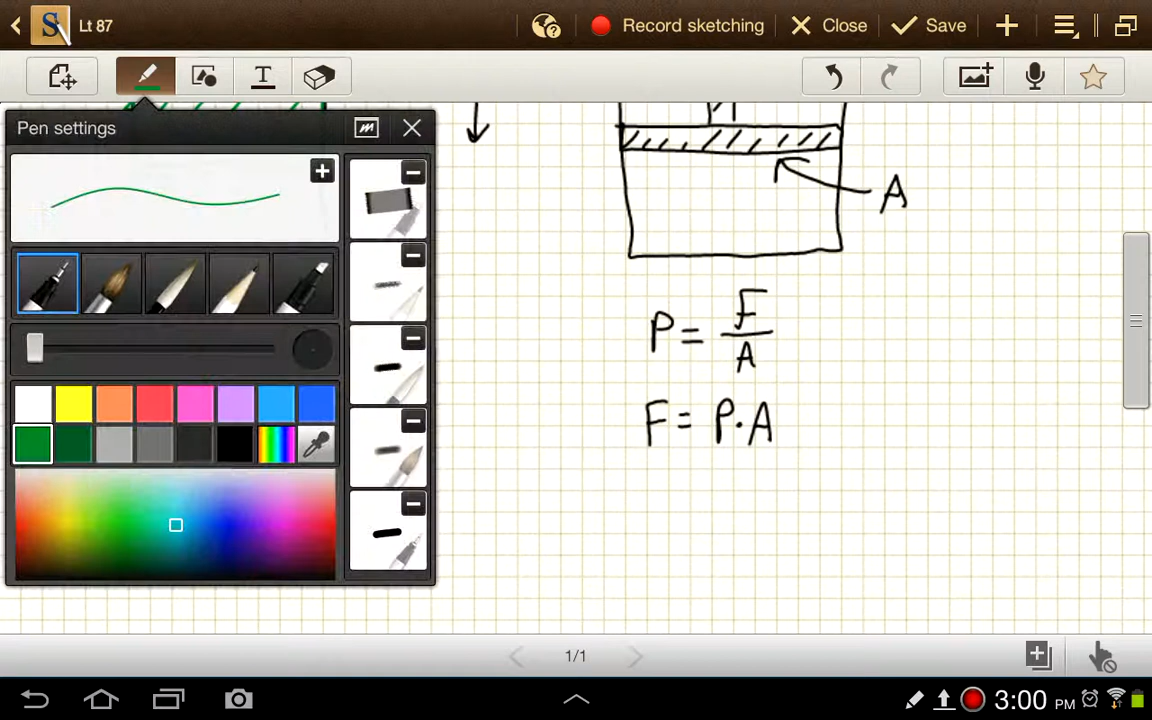 Lt 87
Record sketching
Close
Save
Pen settings
A
P = F/A
F = P·A
1/1
3:00 PM